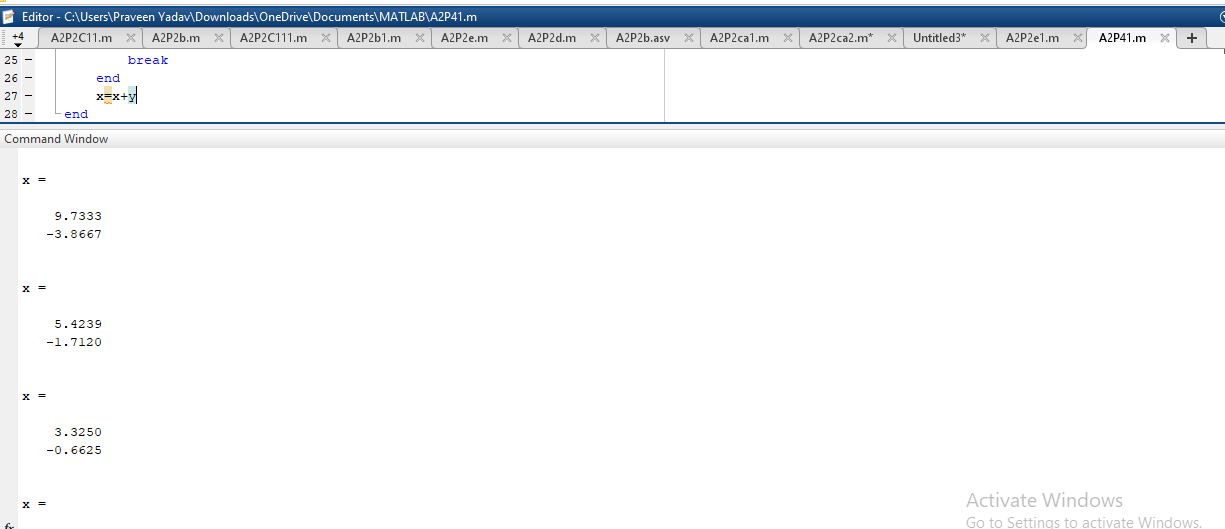 Editor - C:\Users\Praveen Yadav\Downloads\OneDrive\Documents\MATLAB\A2P41.m
+4 A2P2C11.m A2P2b.m A2P2C111.m A2P2b1.m A2P2e.m A2P2d.m A2P2b.asv A2P2ca1.m A2P2ca2.m* Untitled3* A2P2e1.m A2P41.m +
25 - break
26 - end
27 - x=x+y
28 - end
Command Window
x =
9.7333
-3.8667
x =
5.4239
-1.7120
x =
3.3250
-0.6625
x =
Activate Windows
Go to Settings to activate Windows.
fx